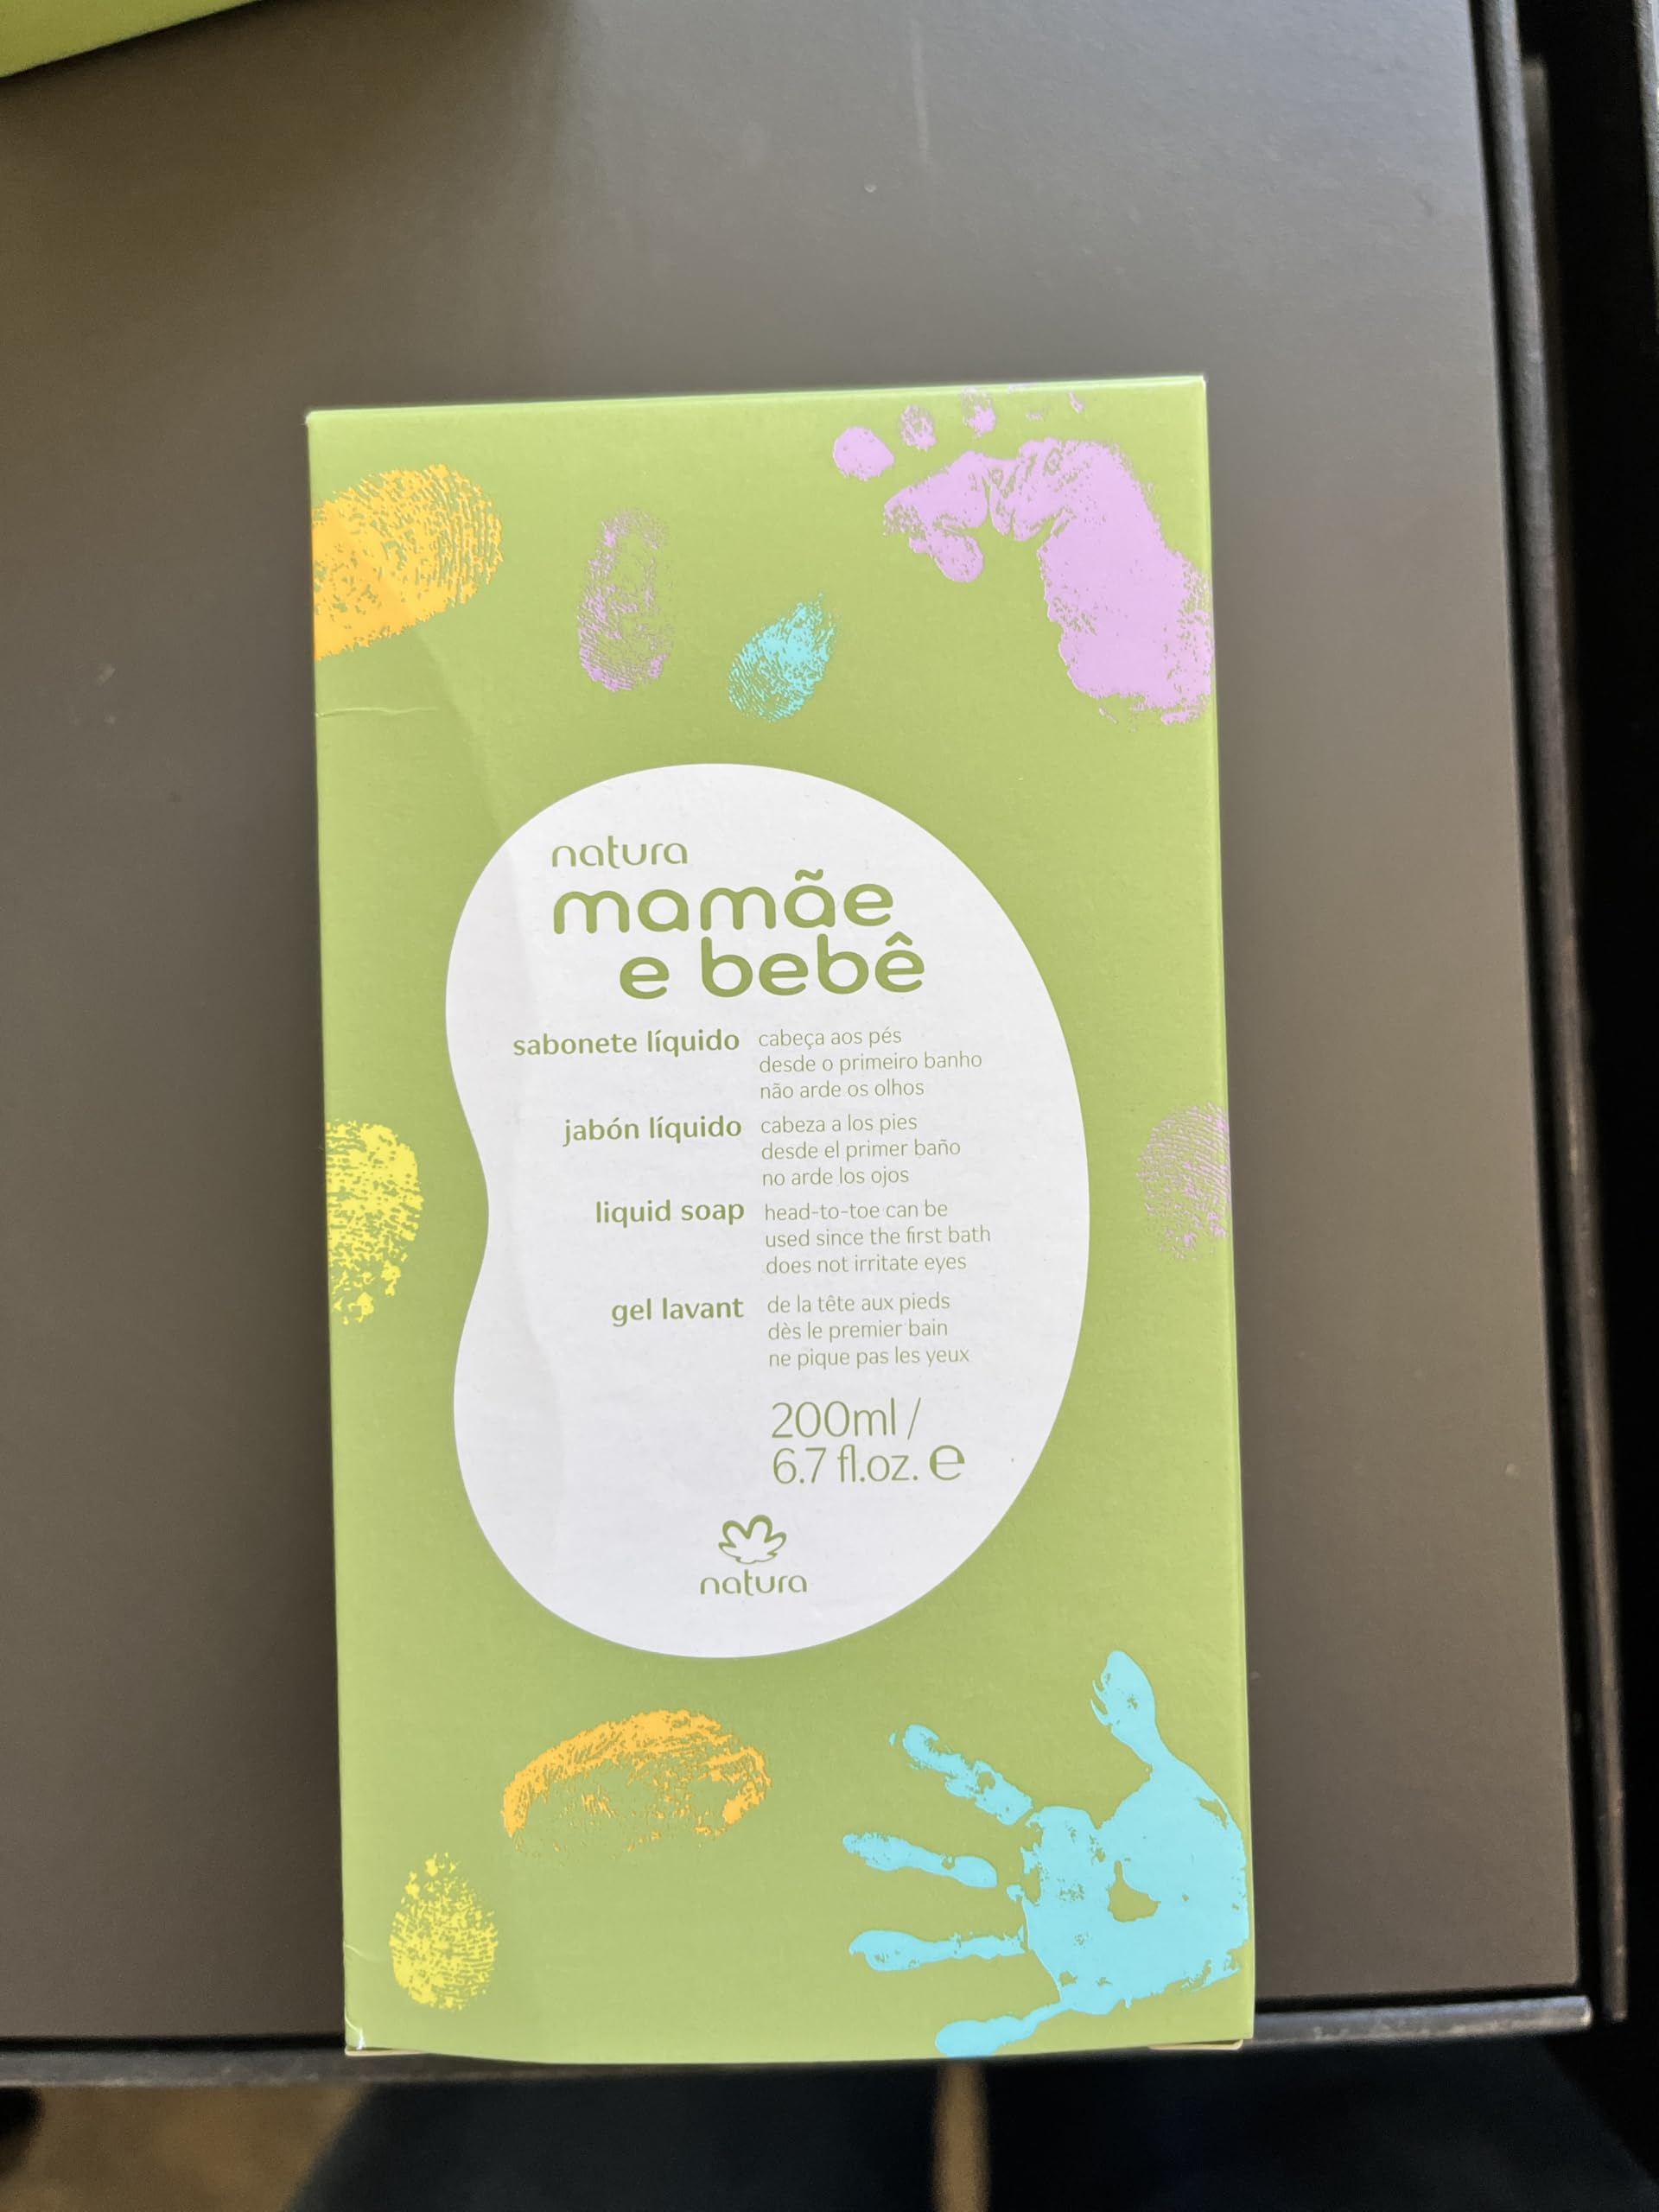 natura
mamãe
e bebê
sabonete líquido cabeça aos pés
desde o primeiro banho
não arde os olhos
jabón líquido cabeza a los pies
desde el primer baño
no arde los ojos
liquid soap head-to-toe can be
used since the first bath
does not irritate eyes
gel lavant de la tête aux pieds
dès le premier bain
ne pique pas les yeux
200ml /
6.7 fl.oz. e
natura